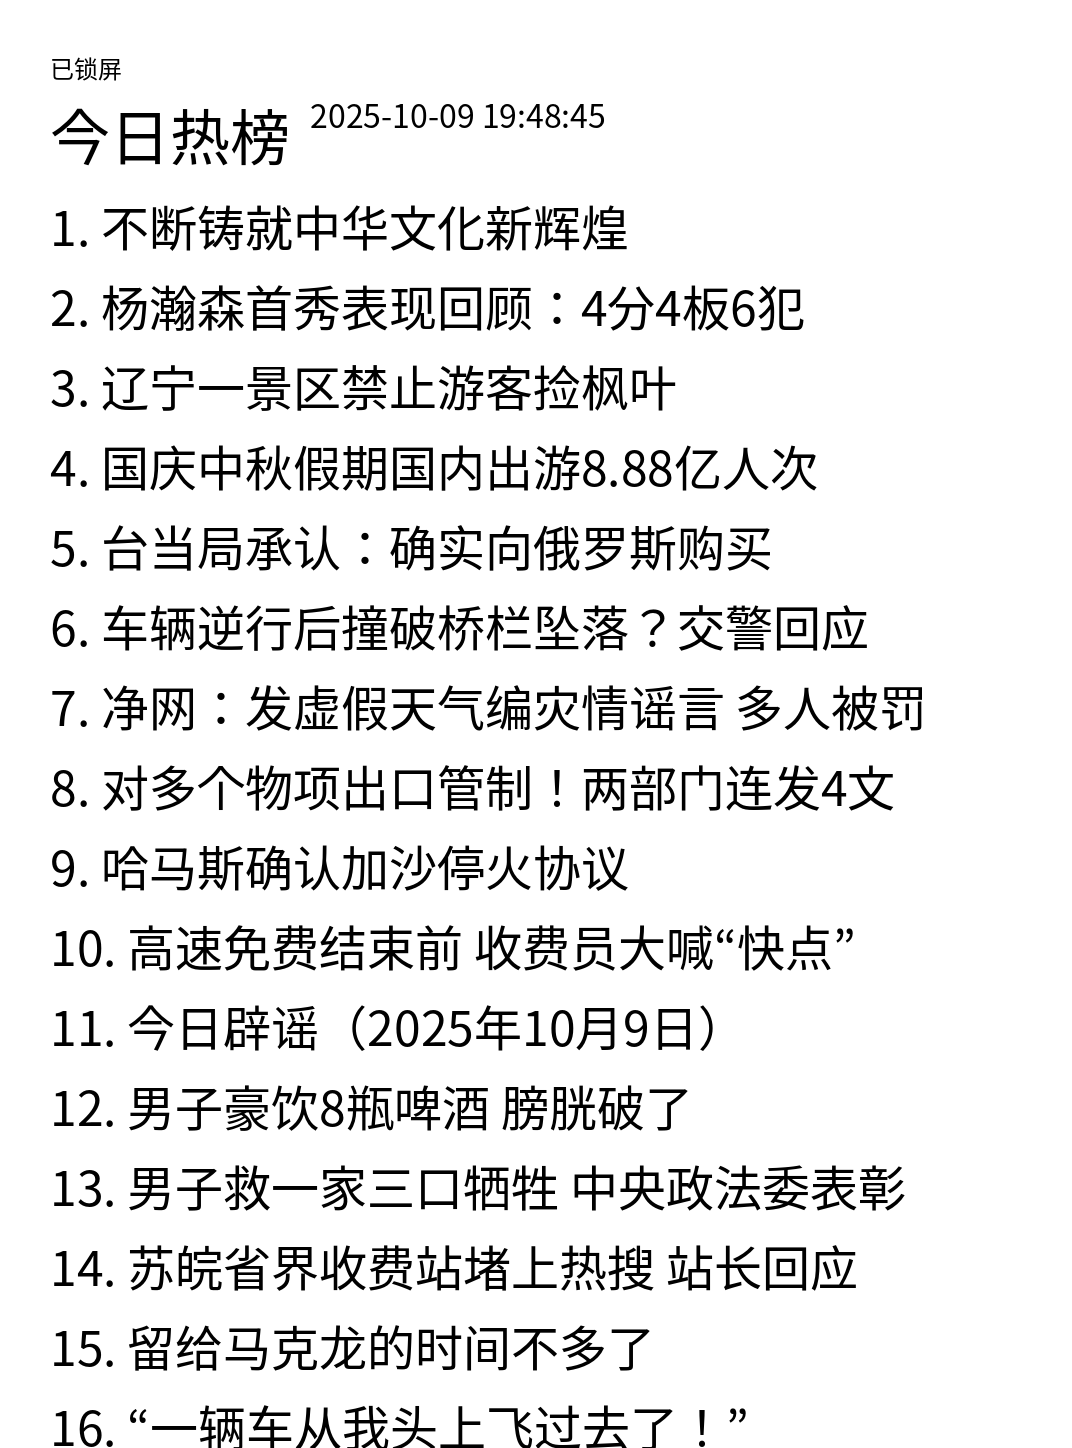 已锁屏
今日热榜 2025-10-09 19:48:45
1. 不断铸就中华文化新辉煌
2. 杨瀚森首秀表现回顾：4分4板6犯
3. 辽宁一景区禁止游客捡枫叶
4. 国庆中秋假期国内出游8.88亿人次
5. 台当局承认：确实向俄罗斯购买
6. 车辆逆行后撞破桥栏坠落？交警回应
7. 净网：发虚假天气编灾情谣言 多人被罚
8. 对多个物项出口管制！两部门连发4文
9. 哈马斯确认加沙停火协议
10. 高速免费结束前 收费员大喊“快点”
11. 今日辟谣（2025年10月9日）
12. 男子豪饮8瓶啤酒 膀胱破了
13. 男子救一家三口牺牲 中央政法委表彰
14. 苏皖省界收费站堵上热搜 站长回应
15. 留给马克龙的时间不多了
16. “一辆车从我头上飞过去了！”